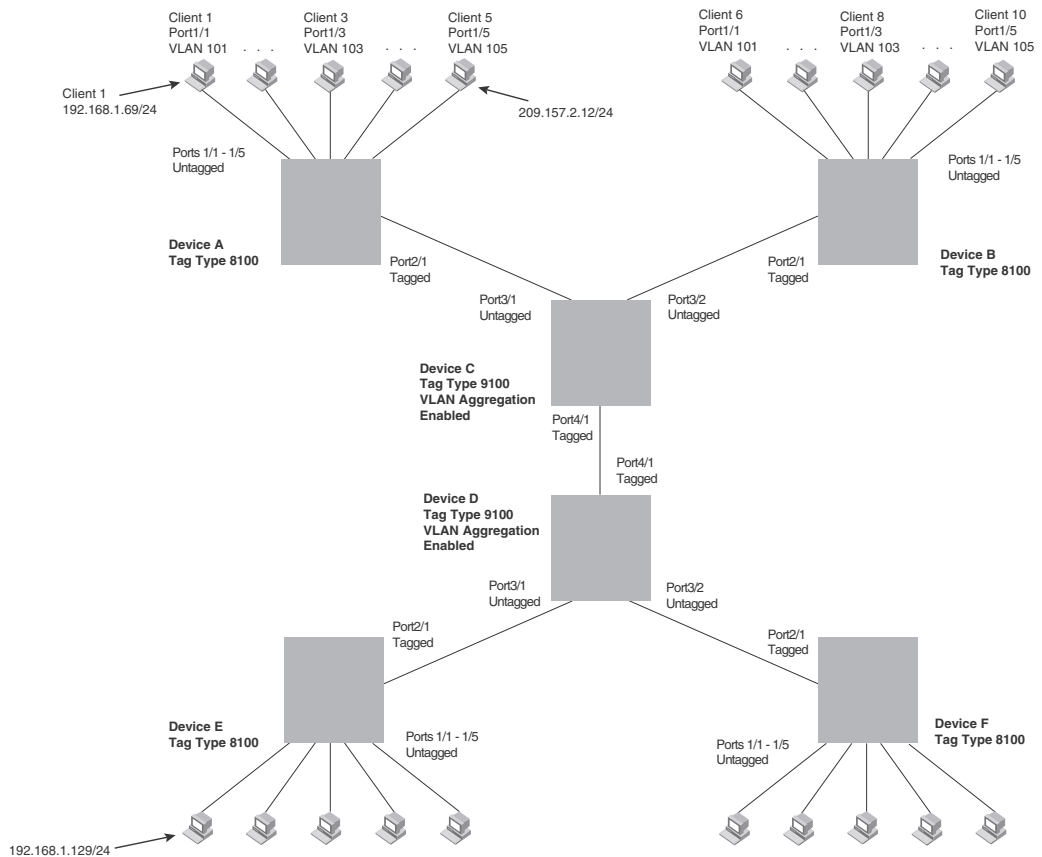 Client 1
Port1/1
VLAN 101
. . .
Client 3
Port1/3
VLAN 103
. . .
Client 5
Port1/5
VLAN 105
Client 6
Port1/1
VLAN 101
. . .
Client 8
Port1/3
VLAN 103
. . .
Client 10
Port1/5
VLAN 105
Client 1
192.168.1.69/24
209.157.2.12/24
Ports 1/1 - 1/5
Untagged
Ports 1/1 - 1/5
Untagged
Device A
Tag Type 8100
Port2/1
Tagged
Port2/1
Tagged
Device B
Tag Type 8100
Port3/1
Untagged
Port3/2
Untagged
Device C
Tag Type 9100
VLAN Aggregation
Enabled
Port4/1
Tagged
Port4/1
Tagged
Device D
Tag Type 9100
VLAN Aggregation
Enabled
Port3/1
Untagged
Port3/2
Untagged
Port2/1
Tagged
Port2/1
Tagged
Device E
Tag Type 8100
Ports 1/1 - 1/5
Untagged
Ports 1/1 - 1/5
Untagged
Device F
Tag Type 8100
192.168.1.129/24